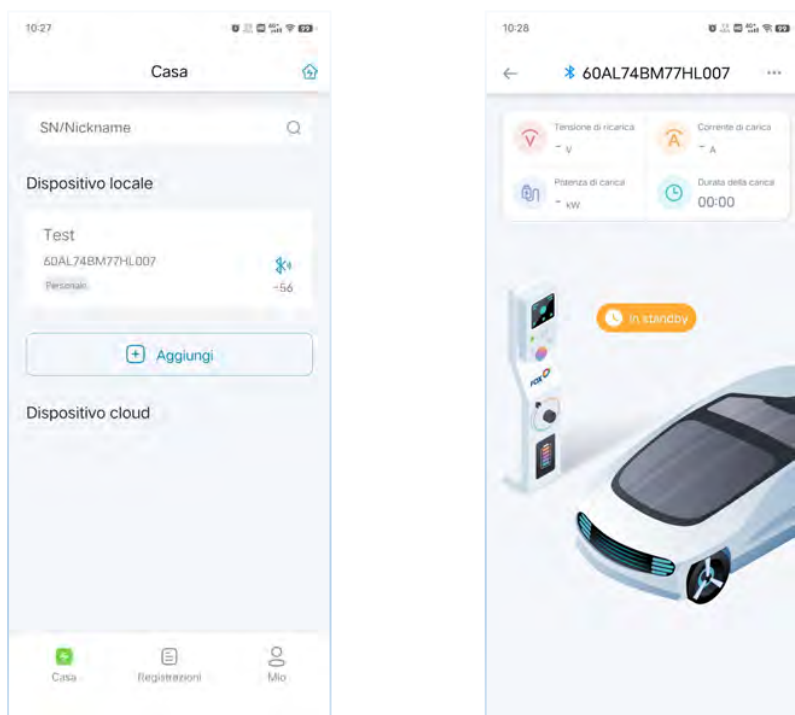 10:27
99
Casa
SN/Nickname
Dispositivo locale
Test
60AL74BM77HL007
Personale
-56
Aggiungi
Dispositivo cloud
Casa
Registrazioni
Mio
10:28
99
60AL74BM77HL007
Tensione di ricarica
- V
Corrente di carica
- A
Potenza di carica
- kW
Durata della carica
00:00
In standby
FOX